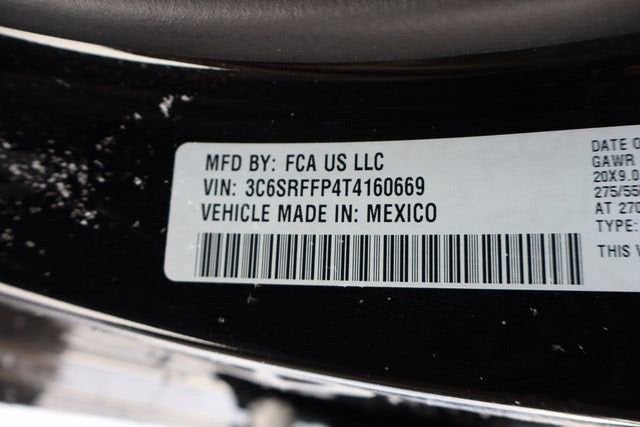 MFD BY: FCA US LLC
VIN: 3C6SRFFP4T4160669
VEHICLE MADE IN: MEXICO
DATE O
GAWR
20X9.0
275/55
AT 270
TYPE:
THIS V